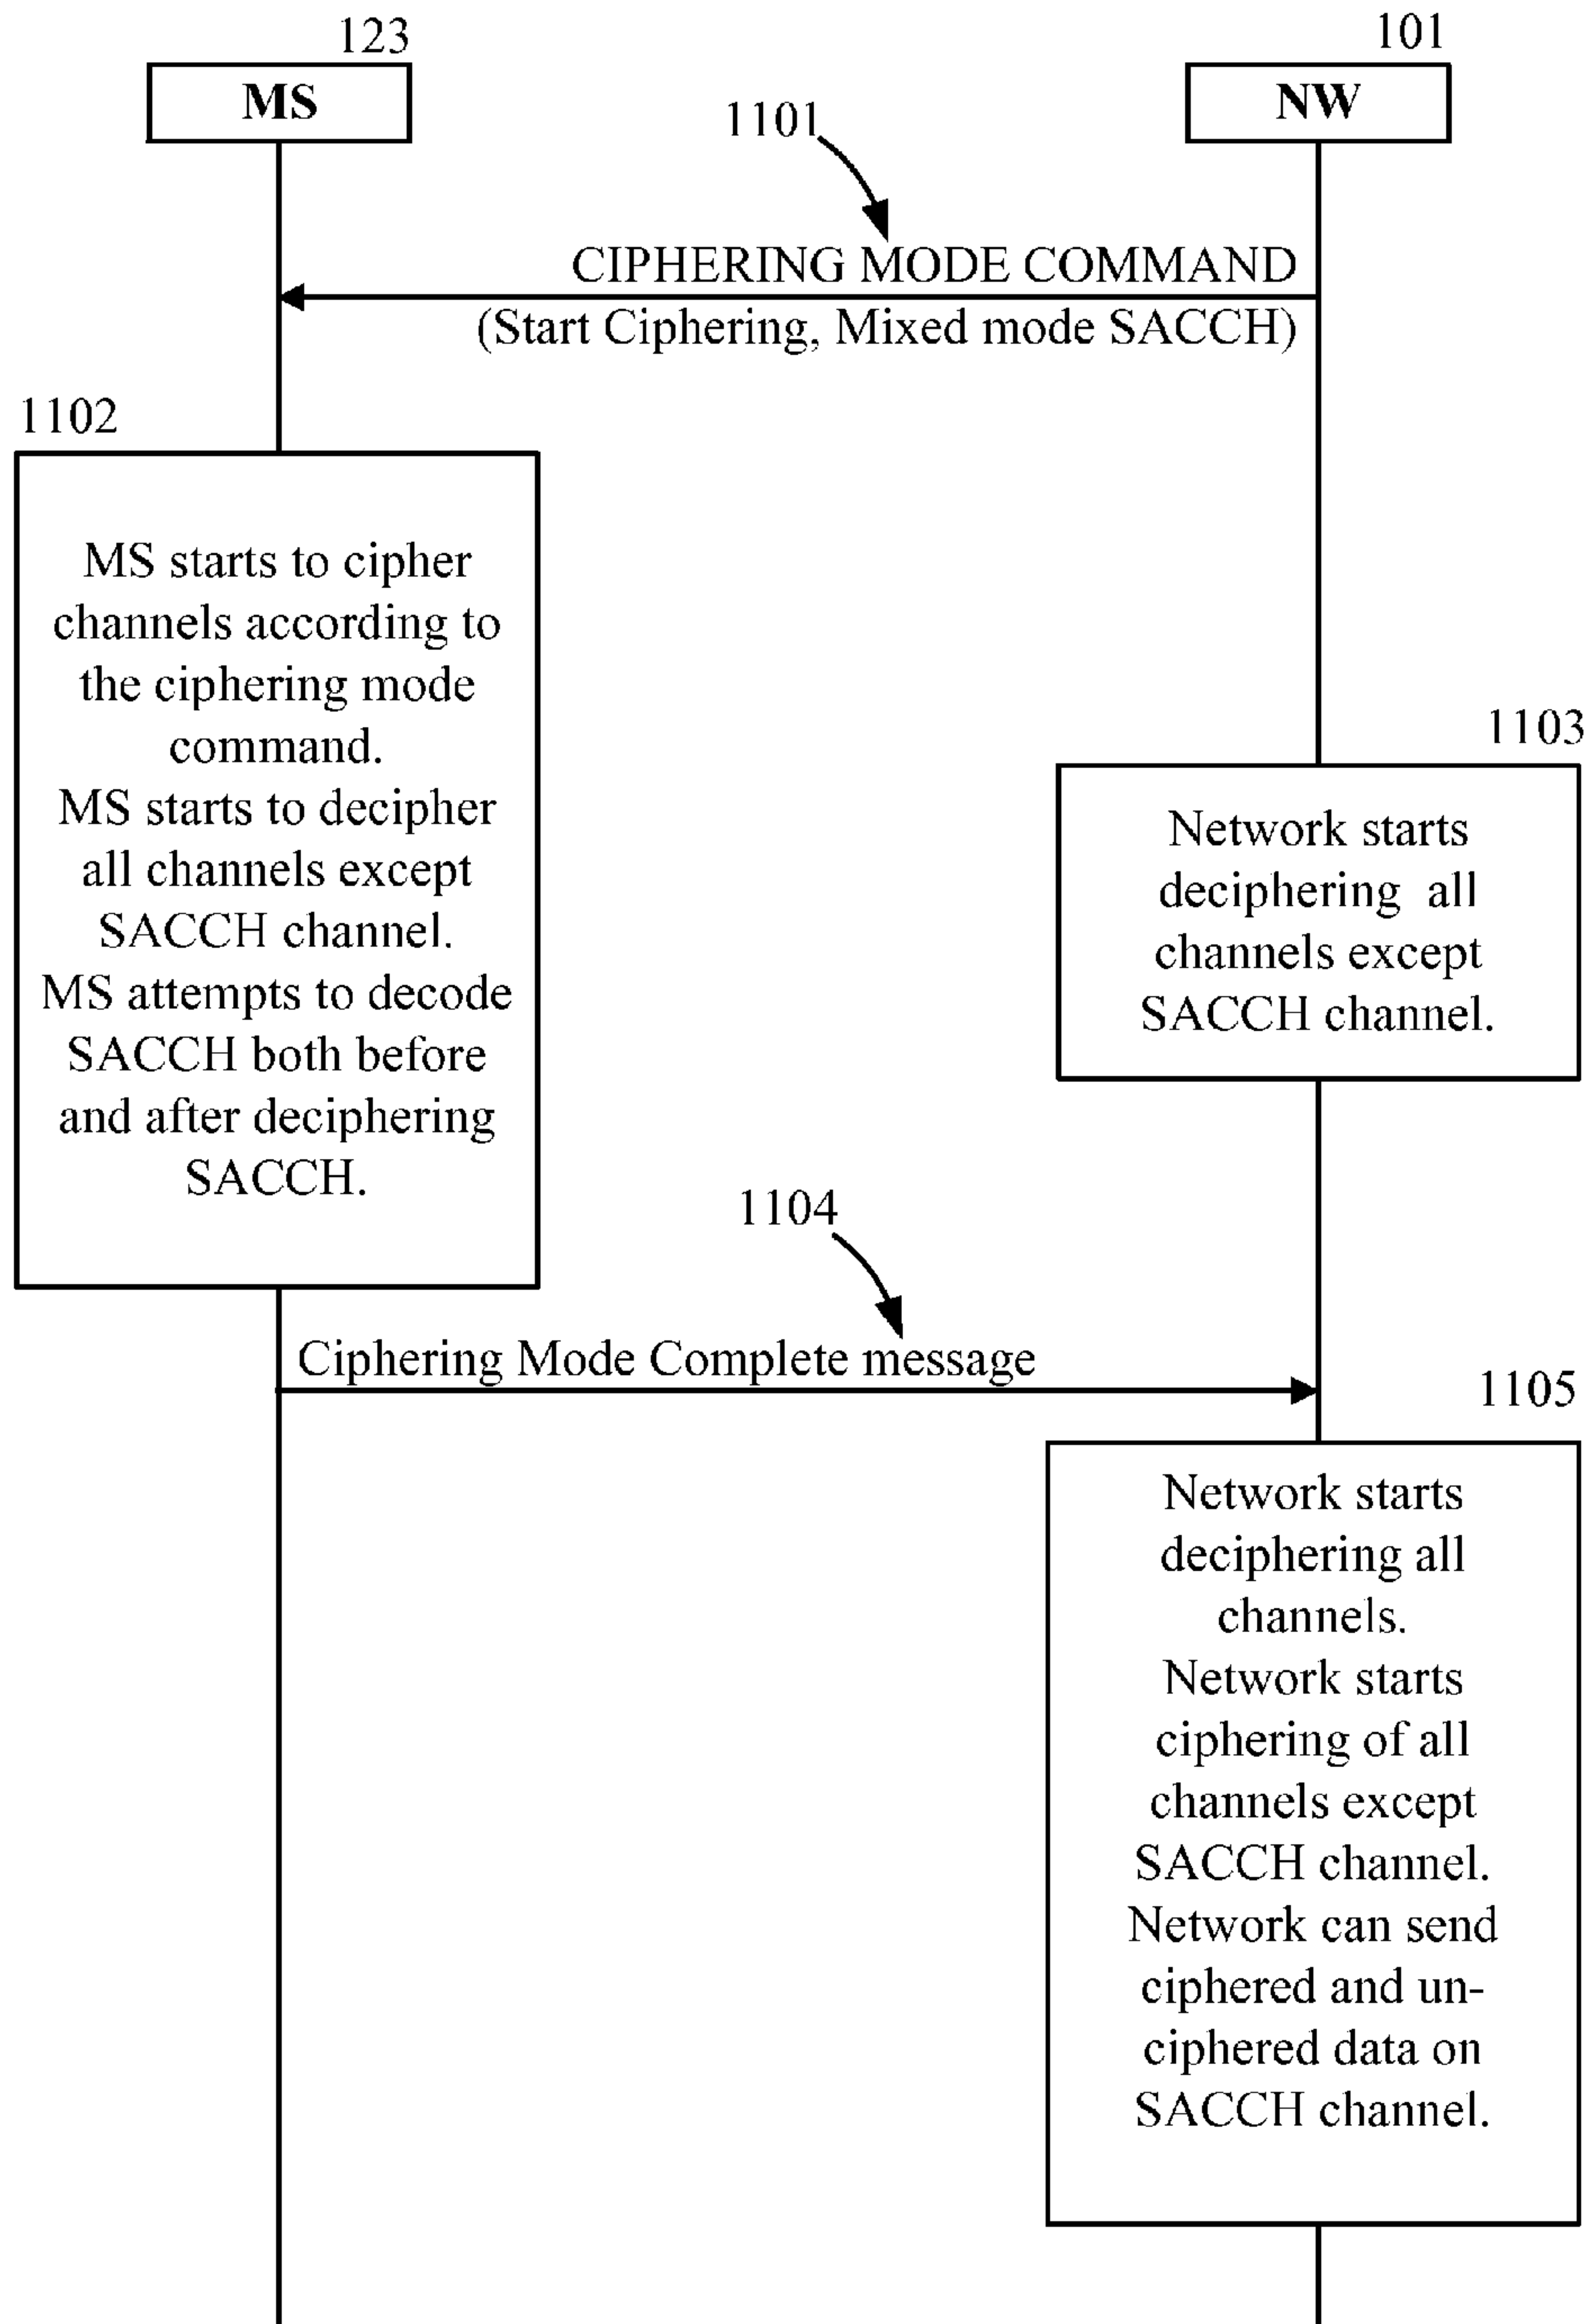 123
101
MS
NW
1101
CIPHERING MODE COMMAND
(Start Ciphering, Mixed mode SACCH)
1102
MS starts to cipher
channels according to
the ciphering mode
command.
MS starts to decipher
all channels except
SACCH channel.
MS attempts to decode
SACCH both before
and after deciphering
SACCH.
1103
Network starts
deciphering all
channels except
SACCH channel.
1104
Ciphering Mode Complete message
1105
Network starts
deciphering all
channels.
Network starts
ciphering of all
channels except
SACCH channel.
Network can send
ciphered and un-
ciphered data on
SACCH channel.